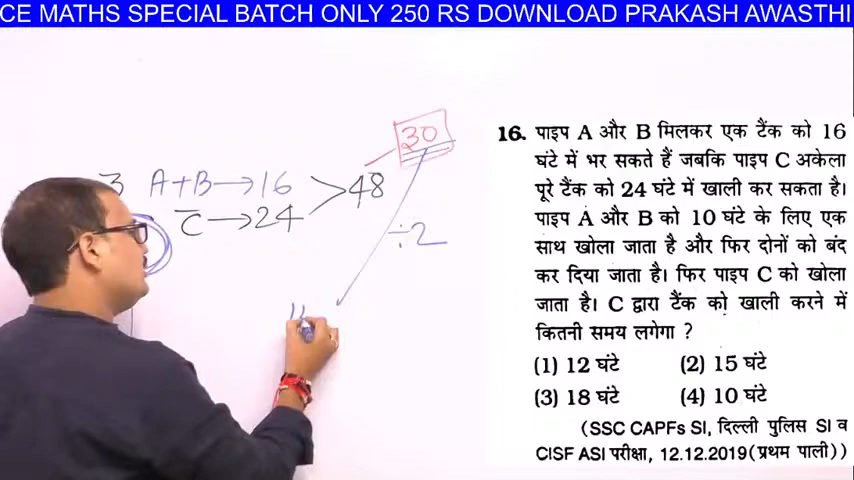 CE MATHS SPECIAL BATCH ONLY 250 RS DOWNLOAD PRAKASH AWASTHI
30
3 A+B→16
48
C→24
÷2
16. पाइप A और B मिलकर एक टैंक को 16
घंटे में भर सकते हैं जबकि पाइप C अकेला
पूरे टैंक को 24 घंटे में खाली कर सकता है।
पाइप A और B को 10 घंटे के लिए एक
साथ खोला जाता है और फिर दोनों को बंद
कर दिया जाता है। फिर पाइप C को खोला
जाता है। C द्वारा टैंक को खाली करने में
कितनी समय लगेगा ?
(1) 12 घंटे (2) 15 घंटे
(3) 18 घंटे (4) 10 घंटे
(SSC CAPFs SI, दिल्ली पुलिस SI व
CISF ASI परीक्षा, 12.12.2019 (प्रथम पाली))